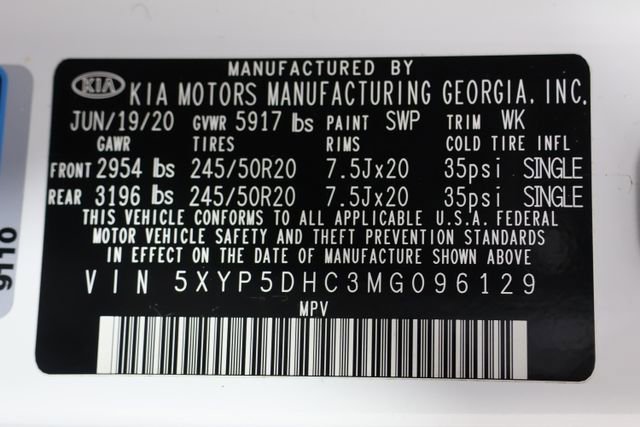 MANUFACTURED BY
KIA KIA MOTORS MANUFACTURING GEORGIA, INC.
JUN/19/20 GVWR 5917 lbs PAINT SWP TRIM WK
GAWR TIRES RIMS COLD TIRE INFL
FRONT 2954 lbs 245/50R20 7.5Jx20 35psi SINGLE
REAR 3196 lbs 245/50R20 7.5Jx20 35psi SINGLE
THIS VEHICLE CONFORMS TO ALL APPLICABLE U.S.A. FEDERAL
MOTOR VEHICLE SAFETY AND THEFT PREVENTION STANDARDS
IN EFFECT ON THE DATE OF MANUFACTURE SHOWN ABOVE.
VIN 5XYP5DHC3MG096129
MPV
9110